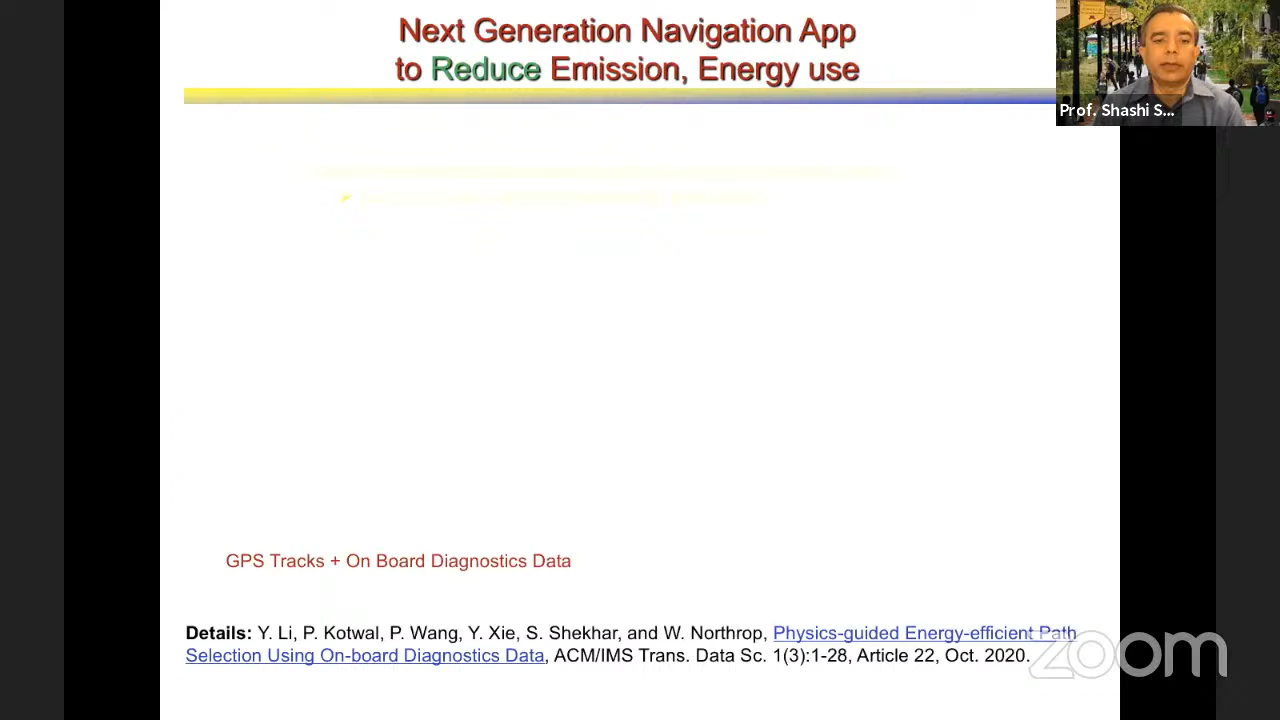 Next Generation Navigation App
to Reduce Emission, Energy use
Prof. Shashi S...
GPS Tracks + On Board Diagnostics Data
Details: Y. Li, P. Kotwal, P. Wang, Y. Xie, S. Shekhar, and W. Northrop, Physics-guided Energy-efficient Path
Selection Using On-board Diagnostics Data, ACM/IMS Trans. Data Sc. 1(3):1-28, Article 22, Oct. 2020.
zoom